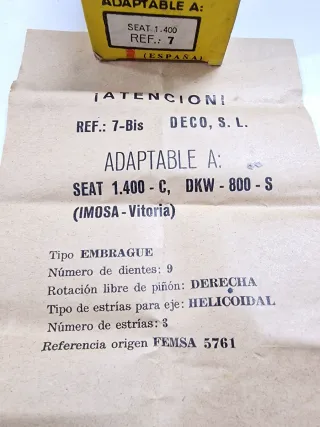 ADAPTABLE A:
SEAT 1.400
REF.: 7
(ESPAÑA)
¡ATENCION!
REF.: 7-Bis DECO, S. L.
ADAPTABLE A:
SEAT 1.400 - C, DKW - 800 - S
(IMOSA - Vitoria)
Tipo EMBRAGUE
Número de dientes: 9
Rotación libre de piñón: DERECHA
Tipo de estrías para eje: HELICOIDAL
Número de estrías: 3
Referencia origen FEMSA 5761